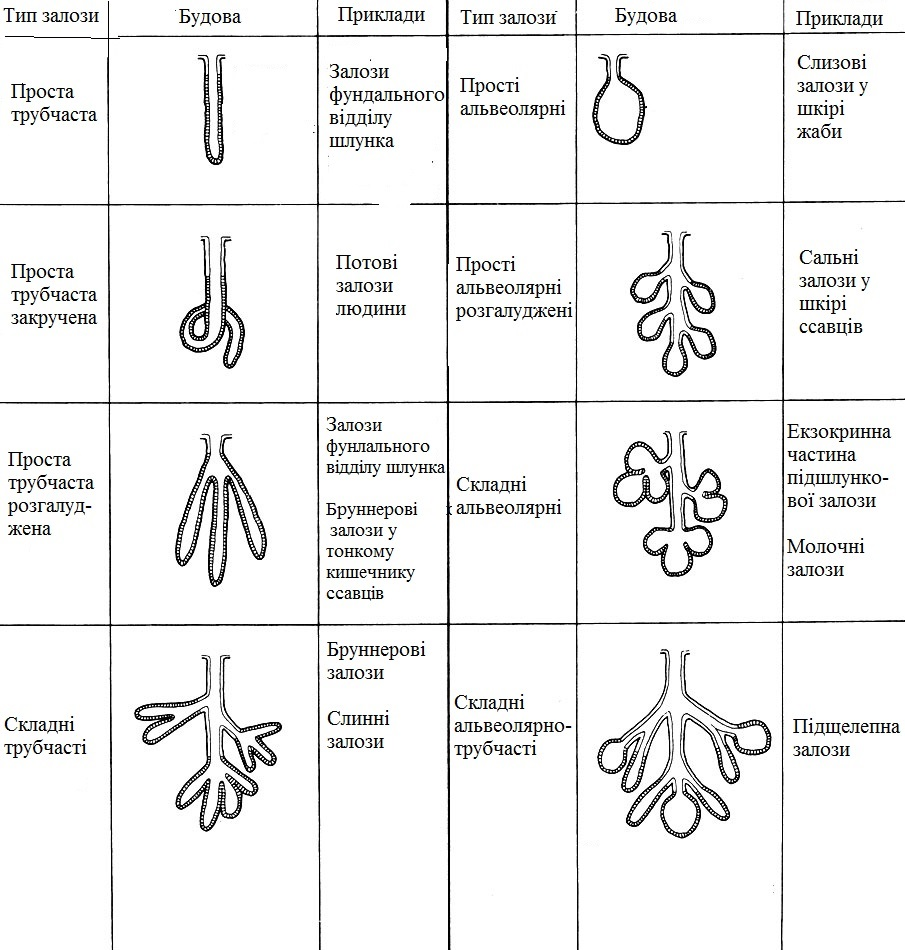 Тип залози
Будова
Приклади
Тип залози
Будова
Приклади
Проста
трубчаста
Залози
фундального
відділу
шлунка
Прості
альвеолярні
Слизові
залози у
шкірі
жаби
Проста
трубчаста
закручена
Потові
залози
людини
Прості
альвеолярні
розгалуджені
Сальні
залози у
шкірі
ссавців
Проста
трубчаста
розгалуд-
жена
Залози
фунлального
відділу шлунка
Бруннерові
залози у
тонкому
кишечнику
ссавців
Складні
альвеолярні
Екзокринна
частина
підшлунко-
вої залози
Молочні
залози
Складні
трубчасті
Бруннерові
залози
Слинні
залози
Складні
альвеолярно-
трубчасті
Підщелепна
залози